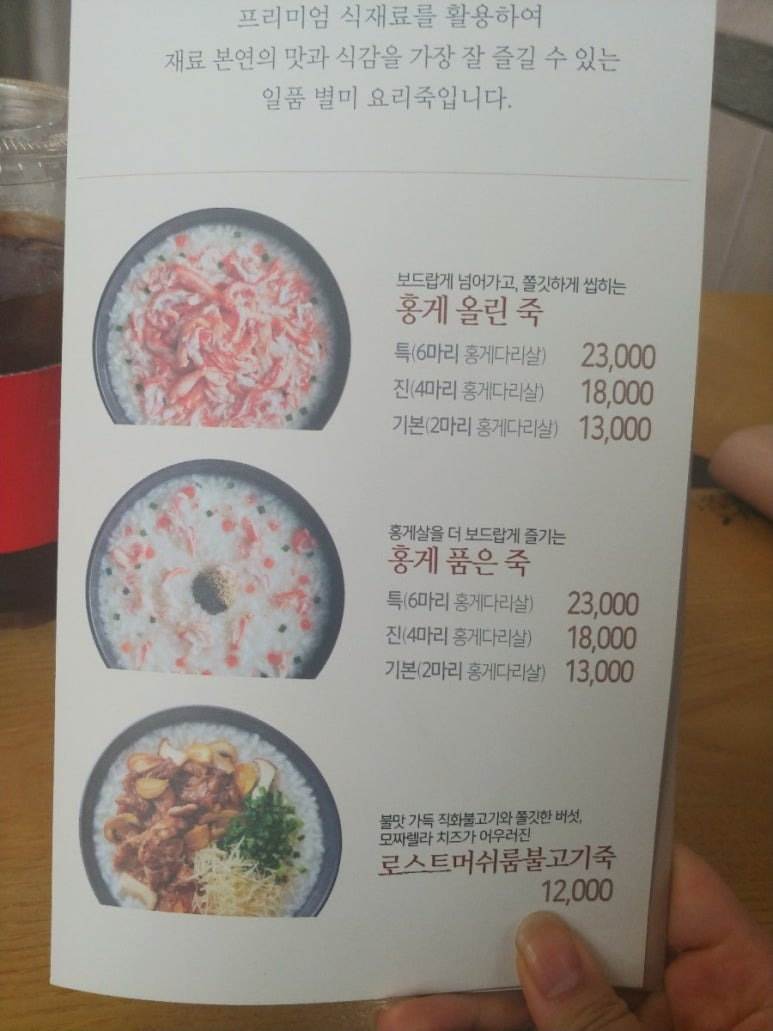 프리미엄 식재료를 활용하여
재료 본연의 맛과 식감을 가장 잘 즐길 수 있는
일품 별미 요리죽입니다.
보드랍게 넘어가고, 쫄깃하게 씹히는
홍게 올린 죽
특(6마리 홍게다리살) 23,000
진(4마리 홍게다리살) 18,000
기본(2마리 홍게다리살) 13,000
홍게살을 더 보드랍게 즐기는
홍게 품은 죽
특(6마리 홍게다리살) 23,000
진(4마리 홍게다리살) 18,000
기본(2마리 홍게다리살) 13,000
불맛 가득 직화불고기와 쫄깃한 버섯,
모짜렐라 치즈가 어우러진
로스트머쉬룸불고기죽
12,000